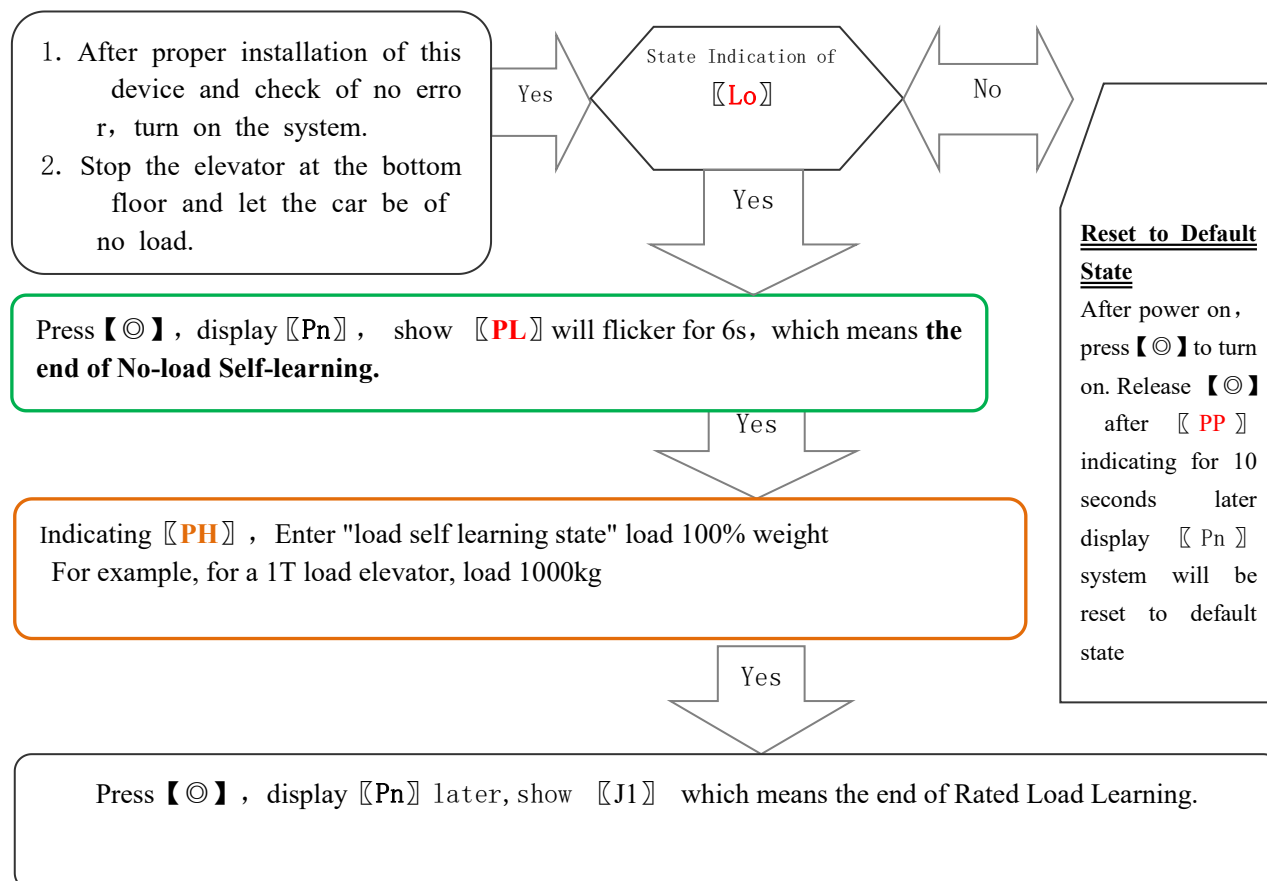 1. After proper installation of this
device and check of no erro
r, turn on the system.
2. Stop the elevator at the bottom
floor and let the car be of
no load.
Yes
State Indication of
〖Lo〗
No
Yes
Press【◎】, display〖Pn〗, show 〖PL〗will flicker for 6s, which means the
end of No-load Self-learning.
Yes
Indicating〖PH〗, Enter "load self learning state" load 100% weight
For example, for a 1T load elevator, load 1000kg
Yes
Press【◎】, display〖Pn〗later, show 〖J1〗 which means the end of Rated Load Learning.
Reset to Default
State
After power on,
press【◎】to turn
on. Release 【◎】
after 〖PP〗
indicating for 10
seconds later
display 〖Pn〗
system will be
reset to default
state